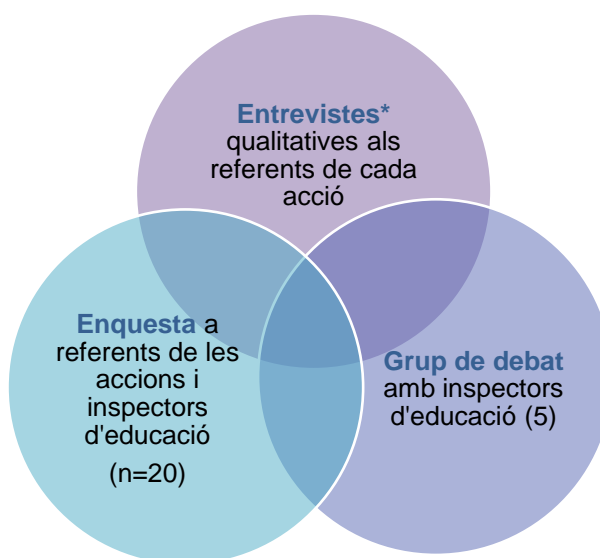 Entrevistes*
qualitatives als
referents de cada
acció
Enquesta a
referents de les
accions i
inspectors
d'educació
(n=20)
Grup de debat
amb inspectors
d'educació (5)